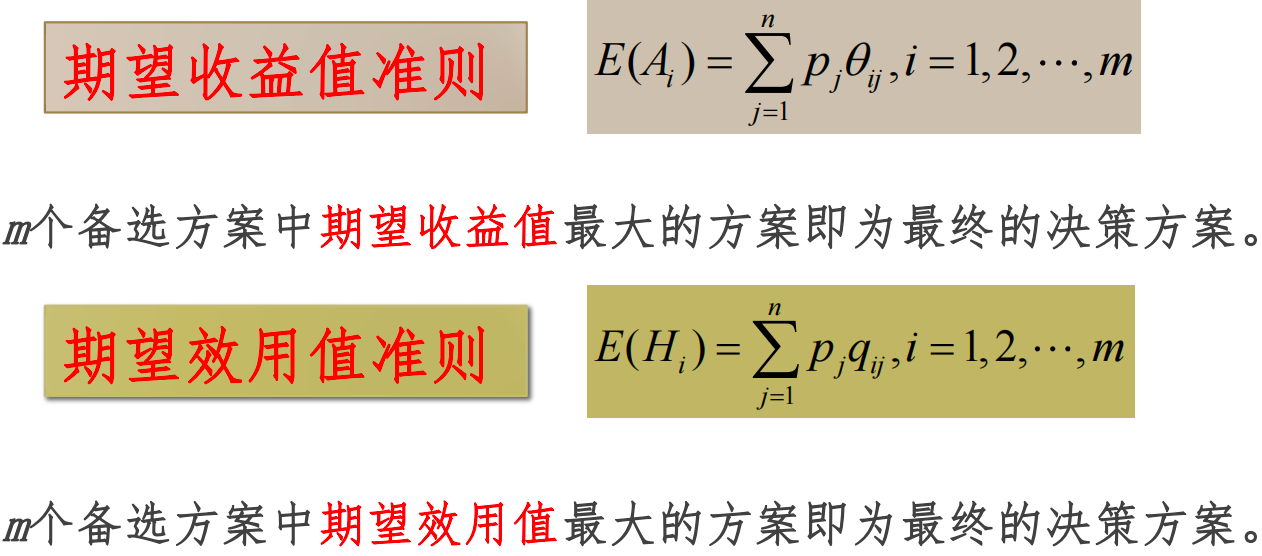 期望收益值准则
E(A_i) = \sum_{j=1}^{n} p_j θ_{ij}, i = 1,2,⋯,m
m个备选方案中期望收益值最大的方案即为最终的决策方案。
期望效用值准则
E(H_i) = \sum_{j=1}^{n} p_j q_{ij}, i = 1,2,⋯,m
m个备选方案中期望效用值最大的方案即为最终的决策方案。